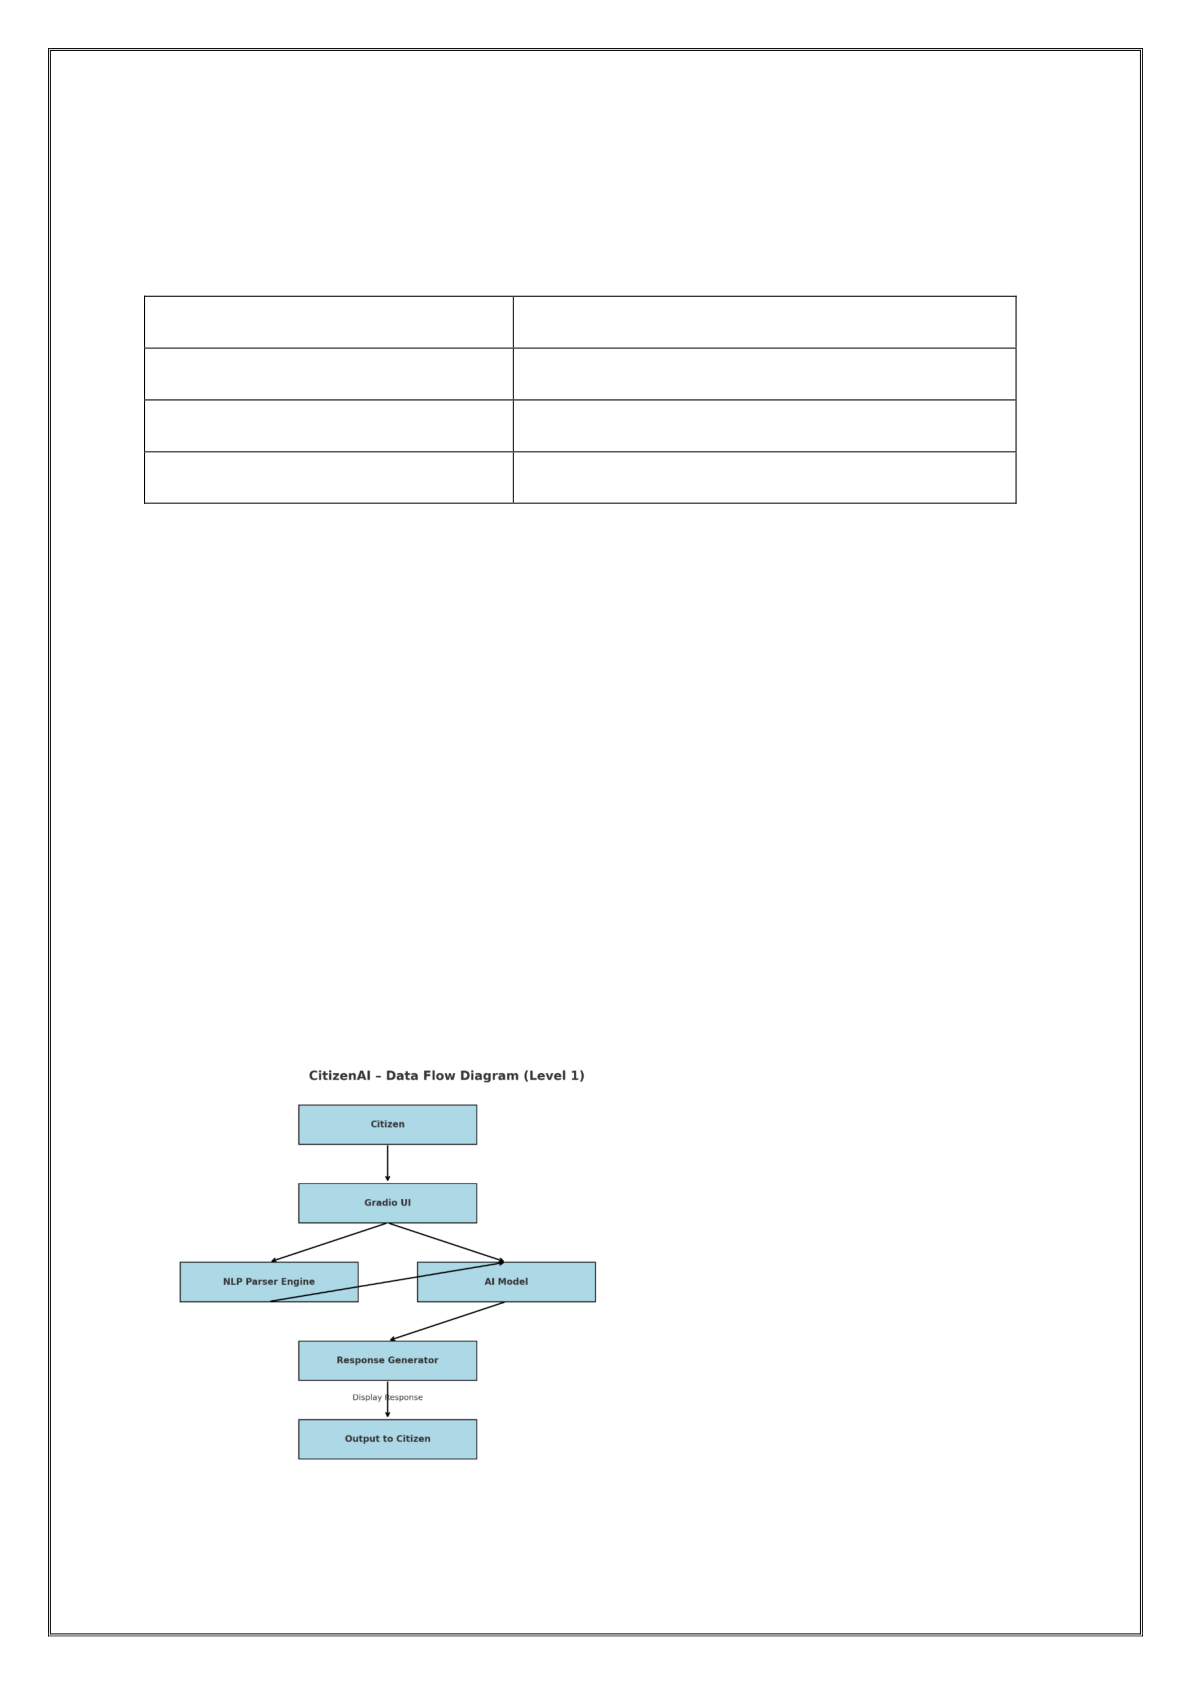 CitizenAI – Data Flow Diagram (Level 1)
Citizen
Gradio UI
NLP Parser Engine
AI Model
Response Generator
Display Response
Output to Citizen